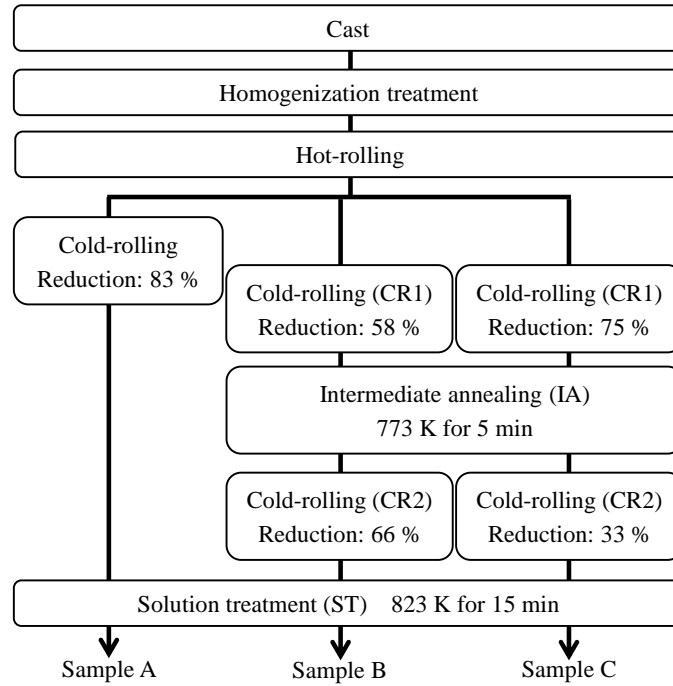 Cast
Homogenization treatment
Hot-rolling
Cold-rolling
Reduction: 83 %
Cold-rolling (CR1)
Reduction: 58 %
Cold-rolling (CR1)
Reduction: 75 %
Intermediate annealing (IA)
773 K for 5 min
Cold-rolling (CR2)
Reduction: 66 %
Cold-rolling (CR2)
Reduction: 33 %
Solution treatment (ST) 823 K for 15 min
Sample A
Sample B
Sample C